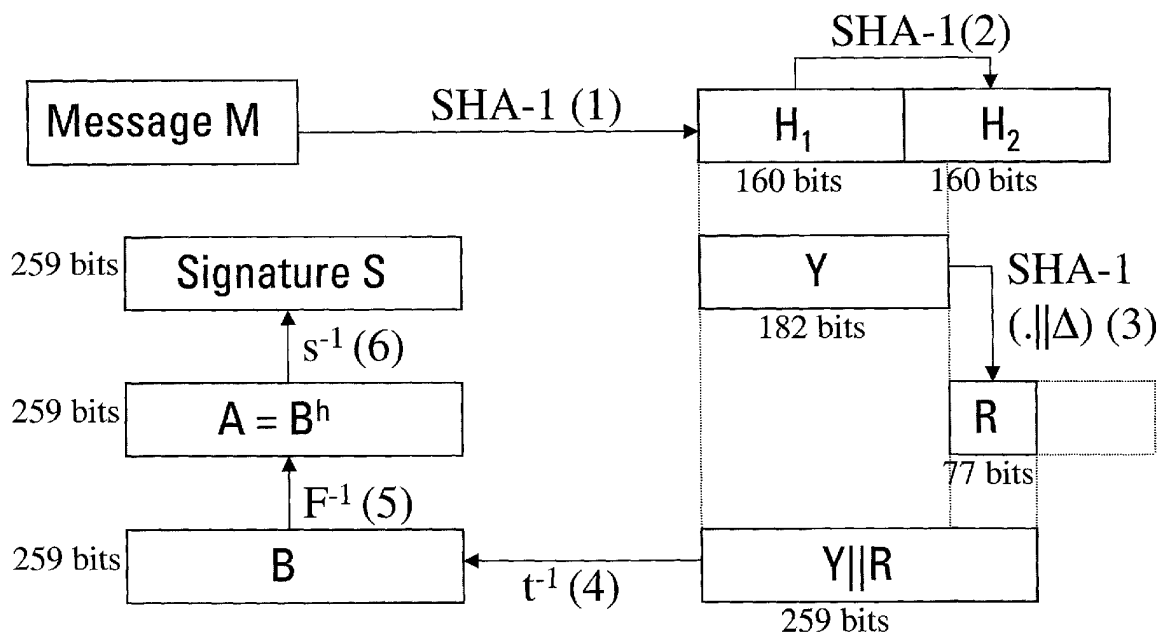 SHA-1(2)
Message M
SHA-1 (1)
H₁
H₂
160 bits
160 bits
259 bits
Signature S
Y
SHA-1
(.||Δ) (3)
182 bits
s⁻¹ (6)
259 bits
A = Bʰ
R
77 bits
F⁻¹ (5)
259 bits
B
t⁻¹ (4)
Y||R
259 bits